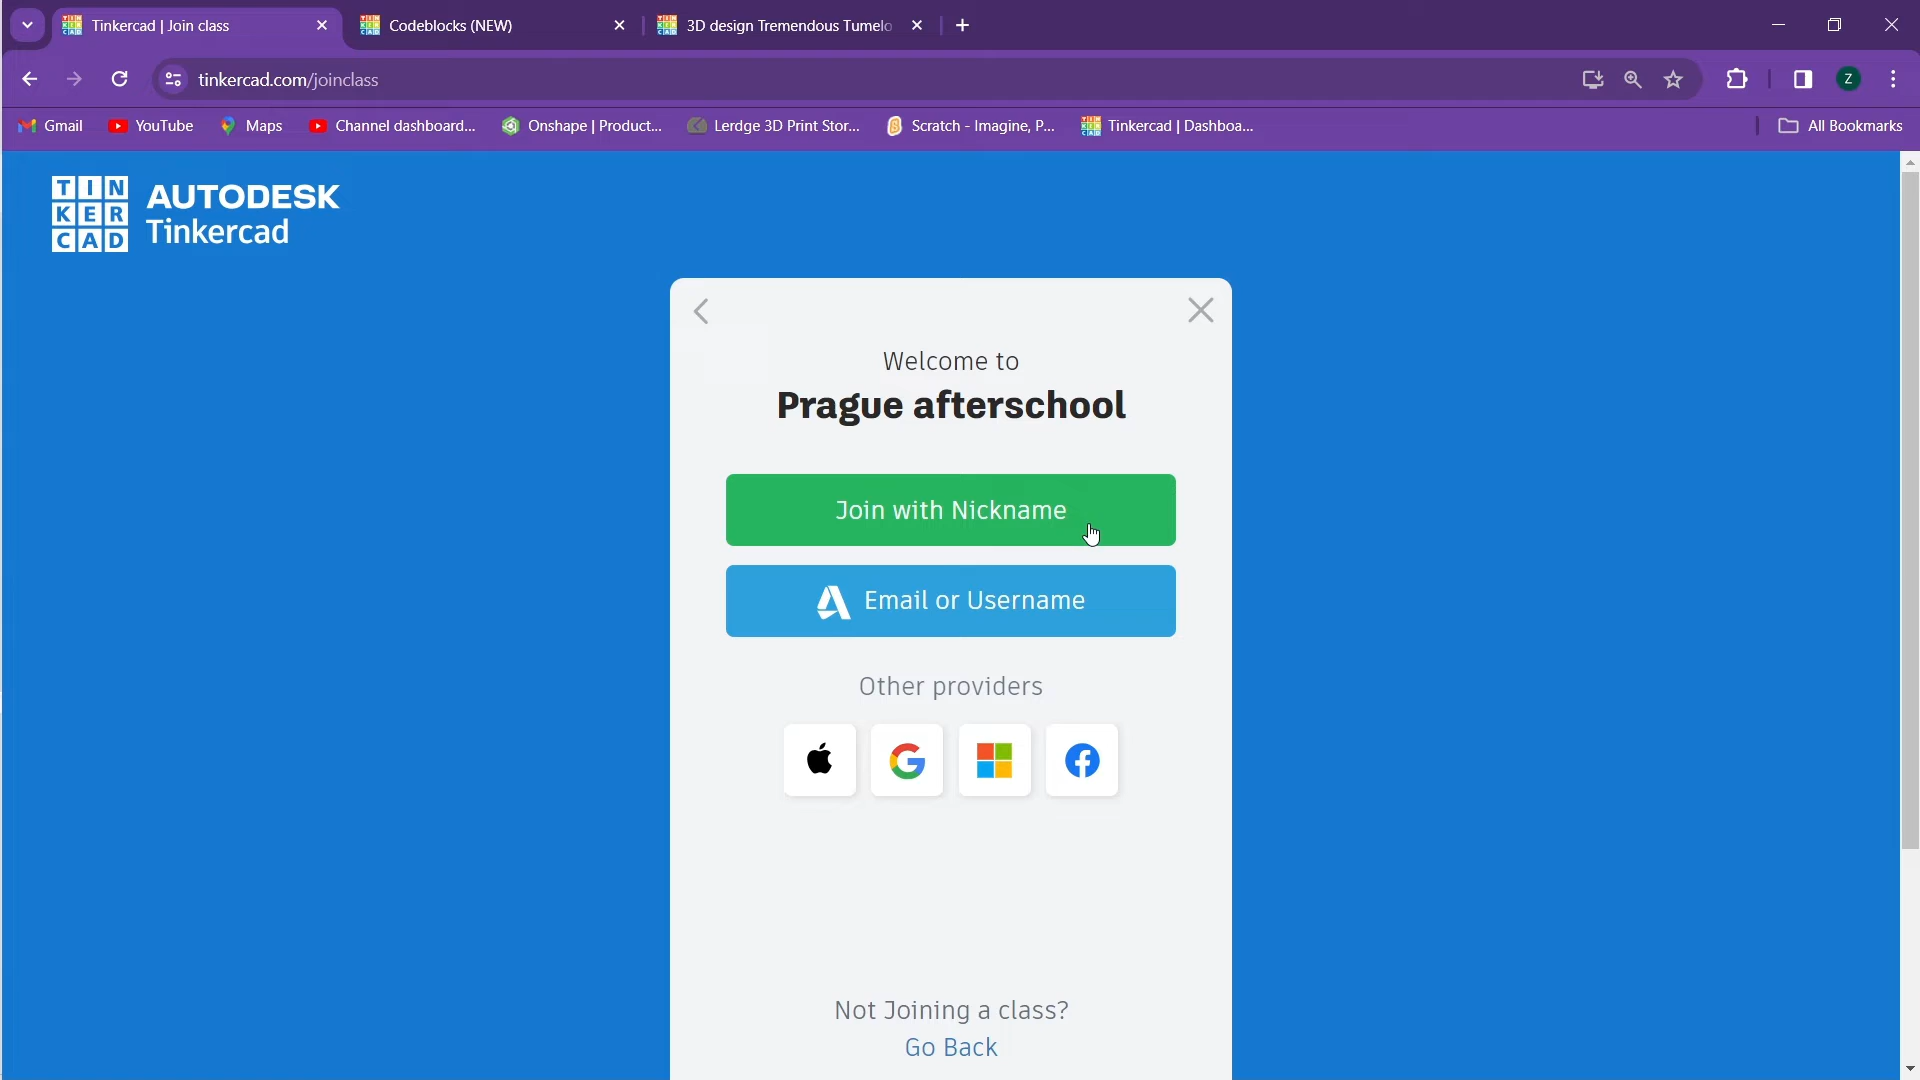 Tinkercad | Join class
Codeblocks (NEW)
3D design Tremendous Tumelo
tinkercad.com/joinclass
Z
Gmail
YouTube
Maps
Channel dashboard...
Onshape | Product...
Lerdge 3D Print Stor...
Scratch - Imagine, P...
Tinkercad | Dashboa...
All Bookmarks
TIN
KER
CAD
AUTODESK
Tinkercad
Welcome to
Prague afterschool
Join with Nickname
Email or Username
Other providers
Not Joining a class?
Go Back